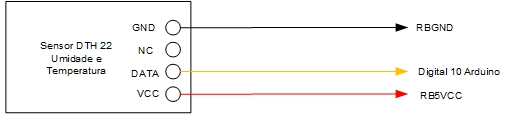 GND
RBGND
Sensor DTH 22
Umidade e
Temperatura
NC
DATA
Digital 10 Arduino
VCC
RB5VCC